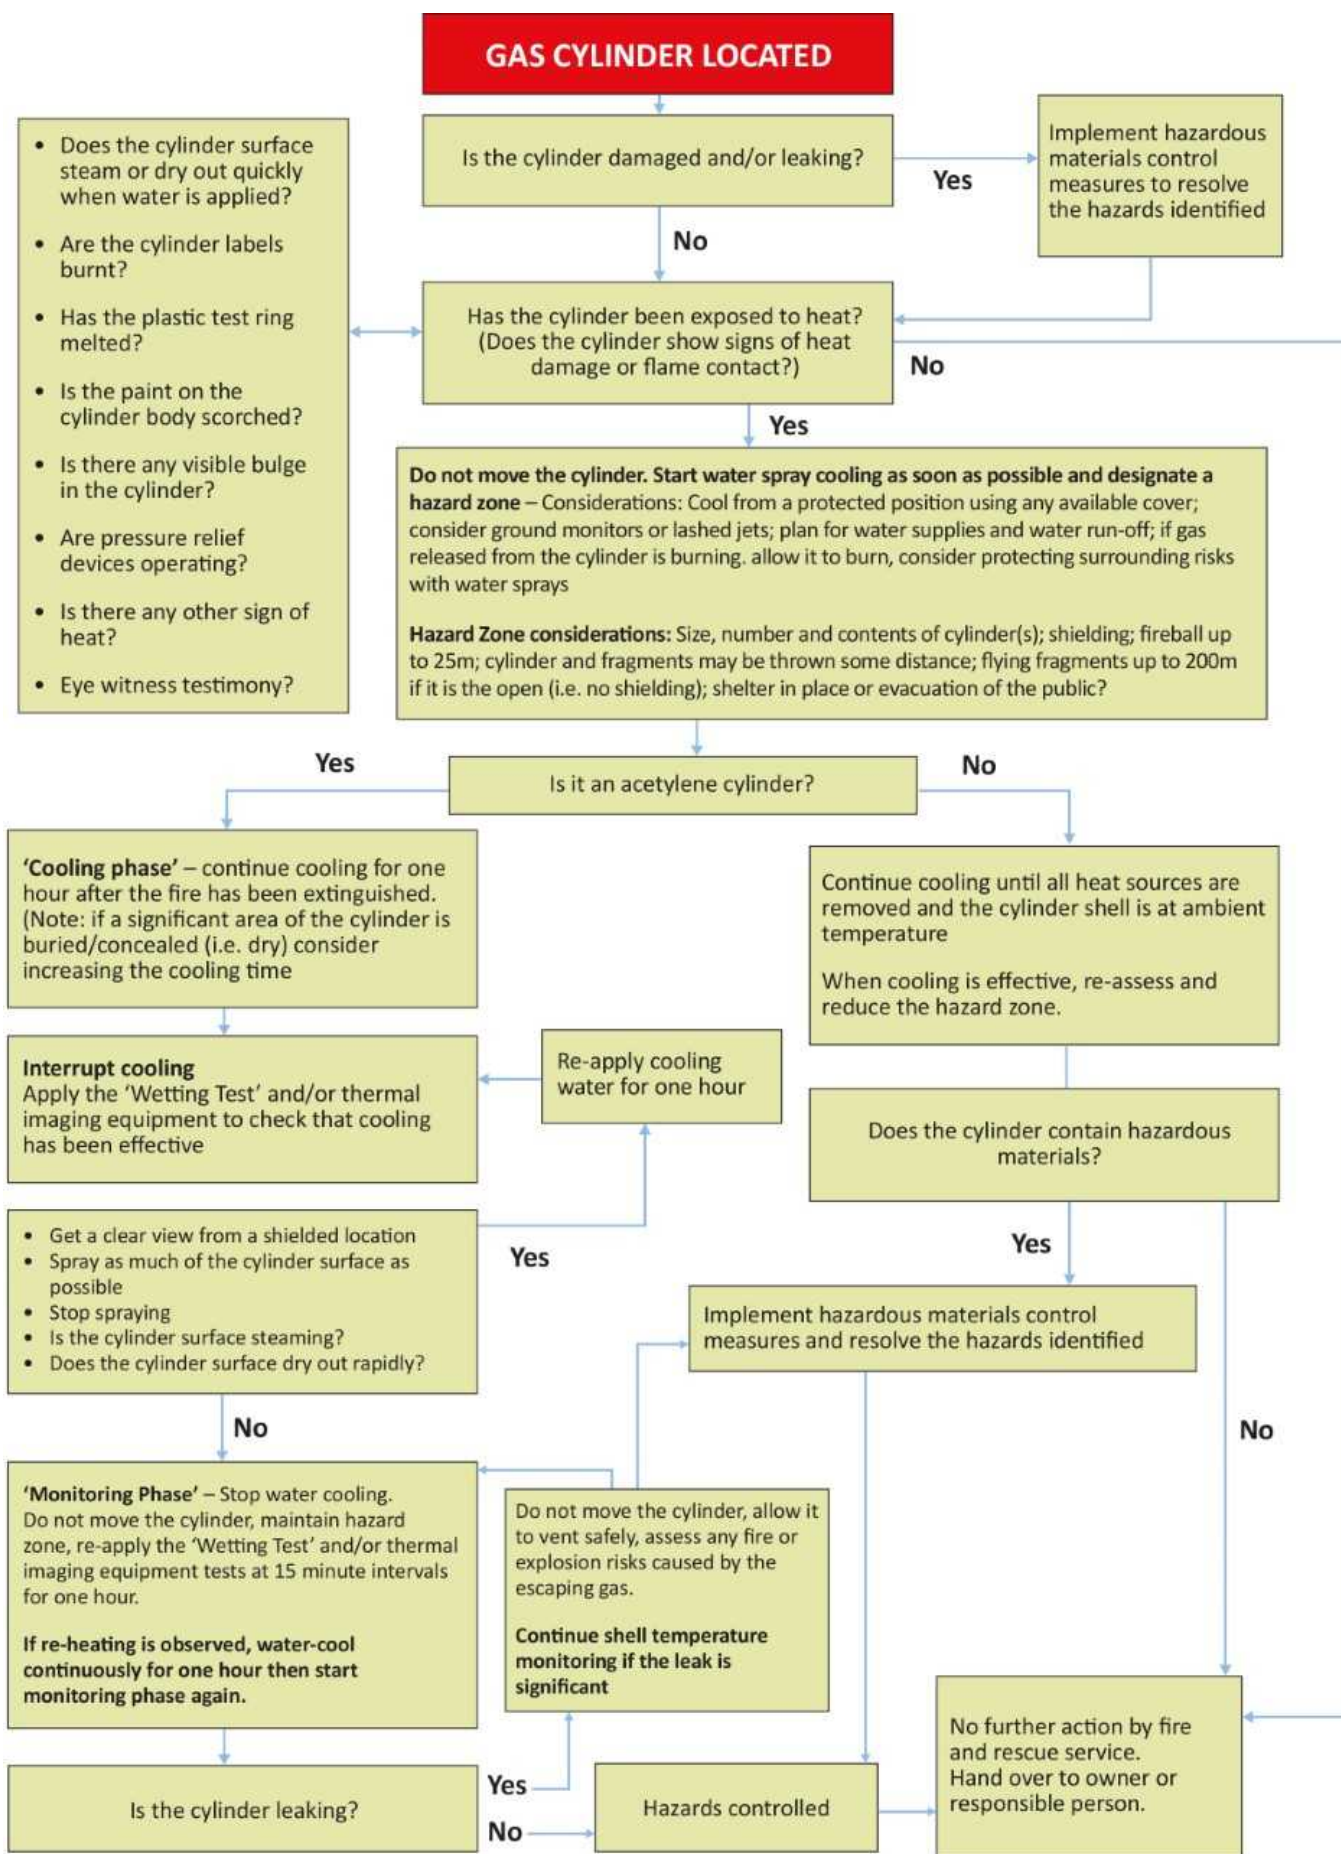 GAS CYLINDER LOCATED
Is the cylinder damaged and/or leaking?
Yes
Implement hazardous
materials control
measures to resolve
the hazards identified
No
• Does the cylinder surface
steam or dry out quickly
when water is applied?
• Are the cylinder labels
burnt?
• Has the plastic test ring
melted?
• Is the paint on the
cylinder body scorched?
• Is there any visible bulge
in the cylinder?
• Are pressure relief
devices operating?
• Is there any other sign of
heat?
• Eye witness testimony?
Has the cylinder been exposed to heat?
(Does the cylinder show signs of heat
damage or flame contact?)
No
Yes
Do not move the cylinder. Start water spray cooling as soon as possible and designate a
hazard zone – Considerations: Cool from a protected position using any available cover;
consider ground monitors or lashed jets; plan for water supplies and water run-off; if gas
released from the cylinder is burning. allow it to burn, consider protecting surrounding risks
with water sprays
Hazard Zone considerations: Size, number and contents of cylinder(s); shielding; fireball up
to 25m; cylinder and fragments may be thrown some distance; flying fragments up to 200m
if it is the open (i.e. no shielding); shelter in place or evacuation of the public?
Yes
Is it an acetylene cylinder?
No
'Cooling phase' – continue cooling for one
hour after the fire has been extinguished.
(Note: if a significant area of the cylinder is
buried/concealed (i.e. dry) consider
increasing the cooling time
Continue cooling until all heat sources are
removed and the cylinder shell is at ambient
temperature
When cooling is effective, re-assess and
reduce the hazard zone.
Interrupt cooling
Apply the 'Wetting Test' and/or thermal
imaging equipment to check that cooling
has been effective
Re-apply cooling
water for one hour
Does the cylinder contain hazardous
materials?
• Get a clear view from a shielded location
• Spray as much of the cylinder surface as
possible
• Stop spraying
• Is the cylinder surface steaming?
• Does the cylinder surface dry out rapidly?
Yes
Yes
Implement hazardous materials control
measures and resolve the hazards identified
No
No
'Monitoring Phase' – Stop water cooling.
Do not move the cylinder, maintain hazard
zone, re-apply the 'Wetting Test' and/or thermal
imaging equipment tests at 15 minute intervals
for one hour.
If re-heating is observed, water-cool
continuously for one hour then start
monitoring phase again.
Do not move the cylinder, allow it
to vent safely, assess any fire or
explosion risks caused by the
escaping gas.
Continue shell temperature
monitoring if the leak is
significant
Is the cylinder leaking?
Yes
No
Hazards controlled
No further action by fire
and rescue service.
Hand over to owner or
responsible person.